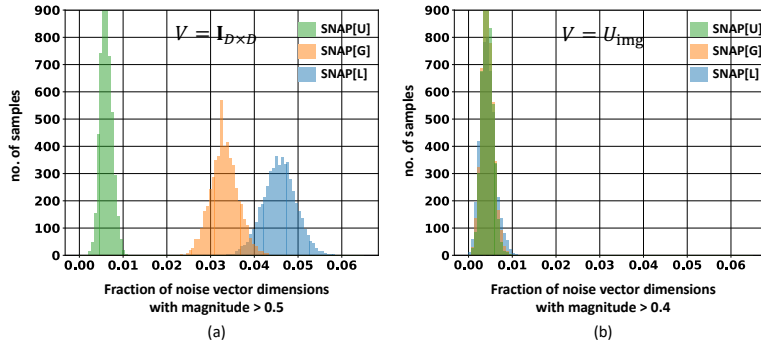 900
800
700
600
500
400
300
200
100
0
no. of samples
V = I_{D×D}
SNAP[U]
SNAP[G]
SNAP[L]
0.00 0.01 0.02 0.03 0.04 0.05 0.06
Fraction of noise vector dimensions
with magnitude > 0.5
(a)
900
800
700
600
500
400
300
200
100
0
no. of samples
V = U_{img}
SNAP[U]
SNAP[G]
SNAP[L]
0.00 0.01 0.02 0.03 0.04 0.05 0.06
Fraction of noise vector dimensions
with magnitude > 0.4
(b)